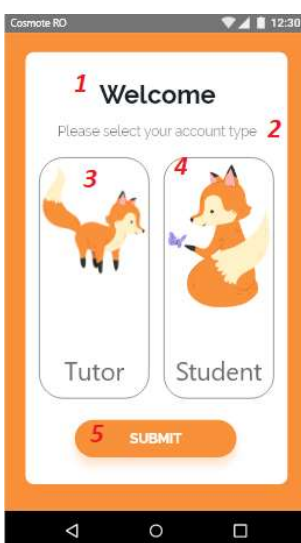 Cosmote RO 12:30
1 Welcome
Please select your account type 2
3 4
Tutor Student
5 SUBMIT